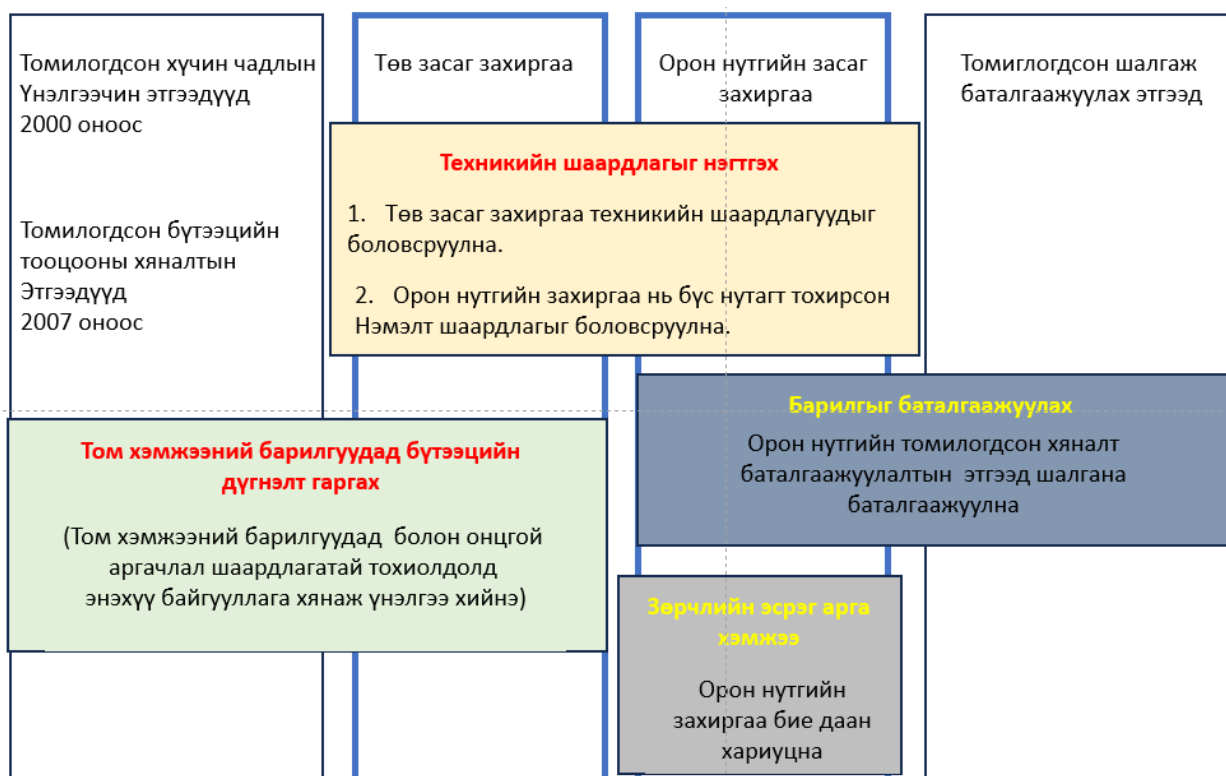 Томилогдсон хүчин чадлын
Үнэлгээчин этгээдүүд
2000 оноос
Томилогдсон бүтээцийн
тооцооны хяналтын
Этгээдүүд
2007 оноос
Төв засаг захиргаа
Орон нутгийн засаг
захиргаа
Томиглогдсон шалгаж
баталгаажуулах этгээд
Техникийн шаардлагыг нэгтгэх
1. Төв засаг захиргаа техникийн шаардлагуудыг
боловсруулна.
2. Орон нутгийн захиргаа нь бүс нутагт тохирсон
Нэмэлт шаардлагыг боловсруулна.
Барилгыг баталгаажуулах
Орон нутгийн томилогдсон хяналт
баталгаажуулалтын этгээд шалгана
баталгаажуулна
Том хэмжээний барилгуудад бүтээцийн
дүгнэлт гаргах
(Том хэмжээний барилгуудад болон онцгой
аргачлал шаардлагатай тохиолдолд
энэхүү байгууллага хянаж үнэлгээ хийнэ)
Зөрчлийн эсрэг арга
хэмжээ
Орон нутгийн
захиргаа бие даан
хариуцна